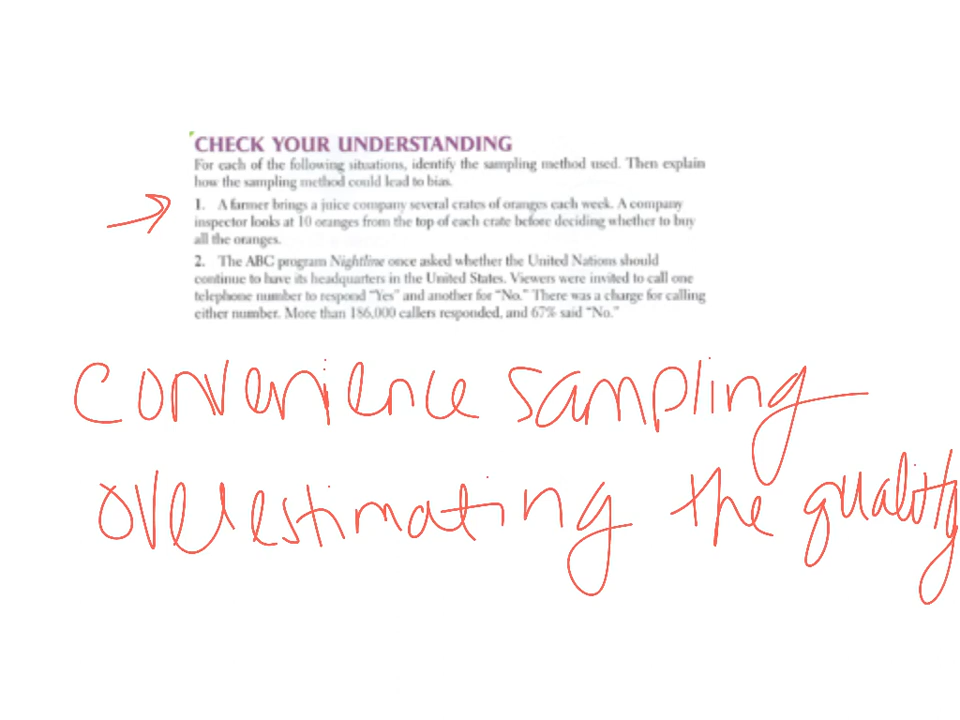 CHECK YOUR UNDERSTANDING
For each of the following situations, identify the sampling method used. Then explain
how the sampling method could lead to bias.
1. A farmer brings a juice company several crates of oranges each week. A company
inspector looks at 10 oranges from the top of each crate before deciding whether to buy
all the oranges.
2. The ABC program Nightline once asked whether the United Nations should
continue to have its headquarters in the United States. Viewers were invited to call one
telephone number to respond "Yes" and another for "No." There was a charge for calling
either number. More than 186,000 callers responded, and 67% said "No."
convenience sampling
overestimating the quality